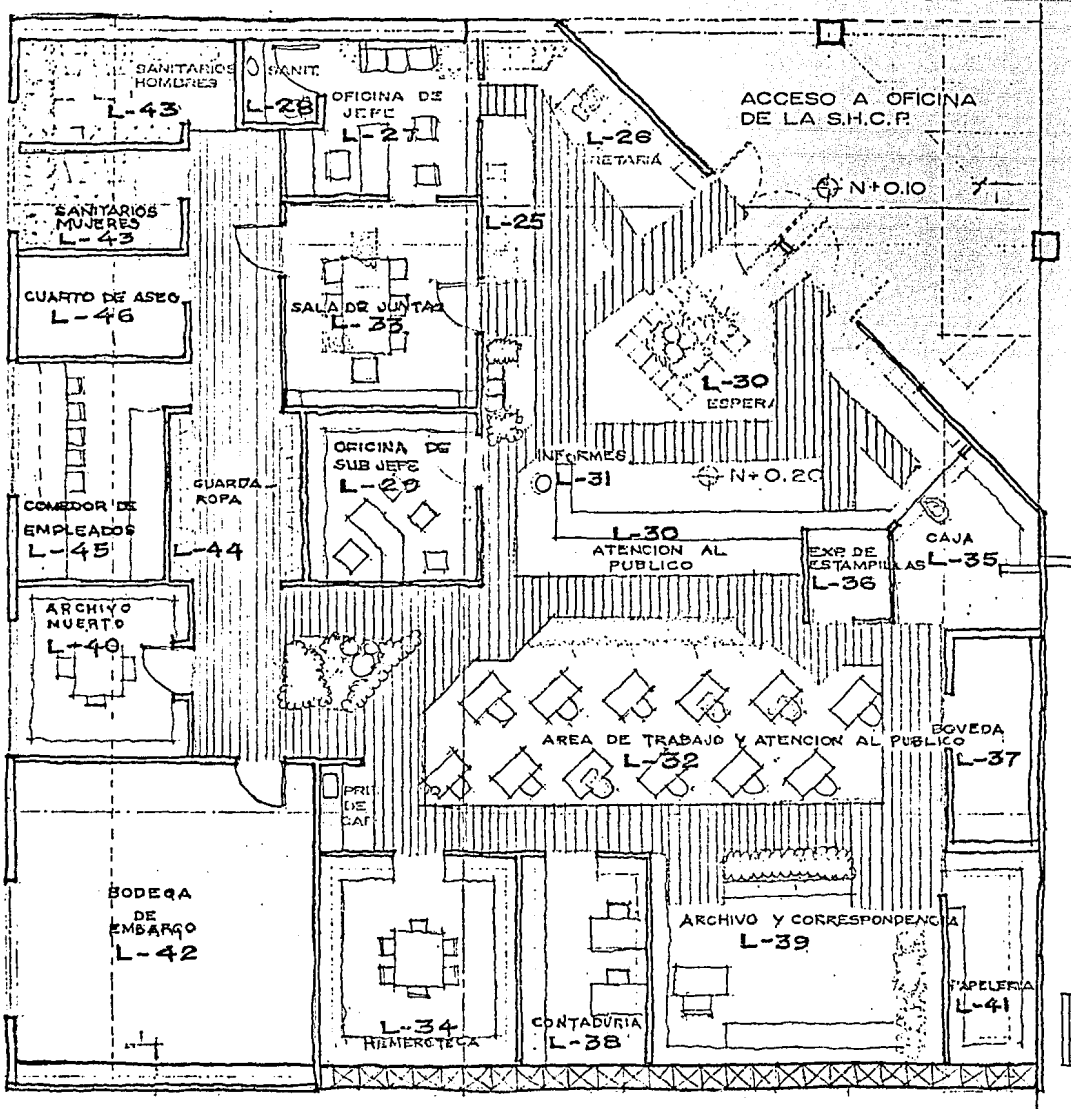 SANITARIOS
HOMBRES
L-43
SANIT.
L-28
OFICINA DE
JEFE
L-27
L-26
ACCESO A OFICINA
DE LA S.H.C.P.
N+0.10
L-25
SANITARIOS
MUJERES
L-43
CUARTO DE ASEO
L-46
SALA DE JUNTAS
L-33
L-30
ESPERA
OFICINA DE
SUB JEFE
L-29
INFORMES
L-31
N+0.20
GUARDA-
ROPA
L-44
COMEDOR DE
EMPLEADOS
L-45
L-30
ATENCION AL
PUBLICO
EXP. DE
ESTAMPILLAS
L-36
CAJA
L-35
ARCHIVO
MUERTO
L-40
AREA DE TRABAJO Y ATENCION AL PUBLICO
L-32
BOVEDA
L-37
DE
BODEGA
DE
EMBARGO
L-42
L-34
HEMEROTECA
CONTADURIA
L-38
ARCHIVO Y CORRESPONDENCIA
L-39
PAPELERIA
L-41